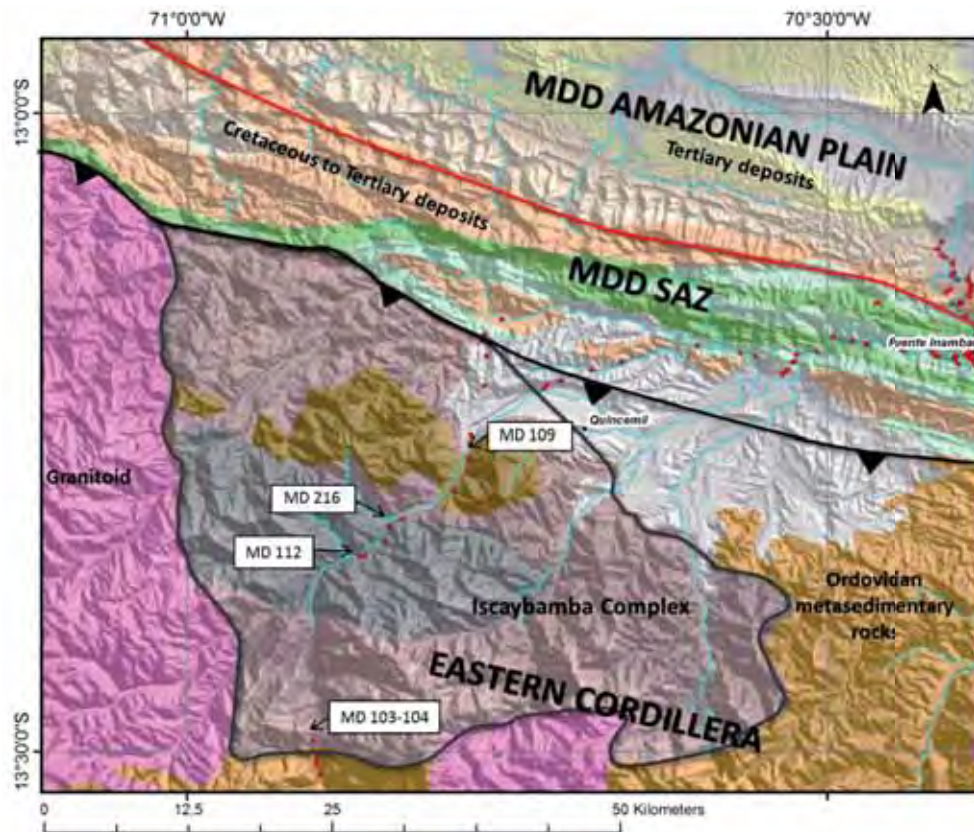 71°0'0"W
70°30'0"W
13°0'0"S
MDD AMAZONIAN PLAIN
Tertiary deposits
Cretaceous to Tertiary deposits
MDD SAZ
Puente Inambar
Quincemil
MD 109
Granitoid
MD 216
MD 112
Ordovidan
metasedimentary
rocks
Iscaybamba Complex
EASTERN CORDILLERA
MD 103-104
13°30'0"S
0
12.5
25
50 Kilometers